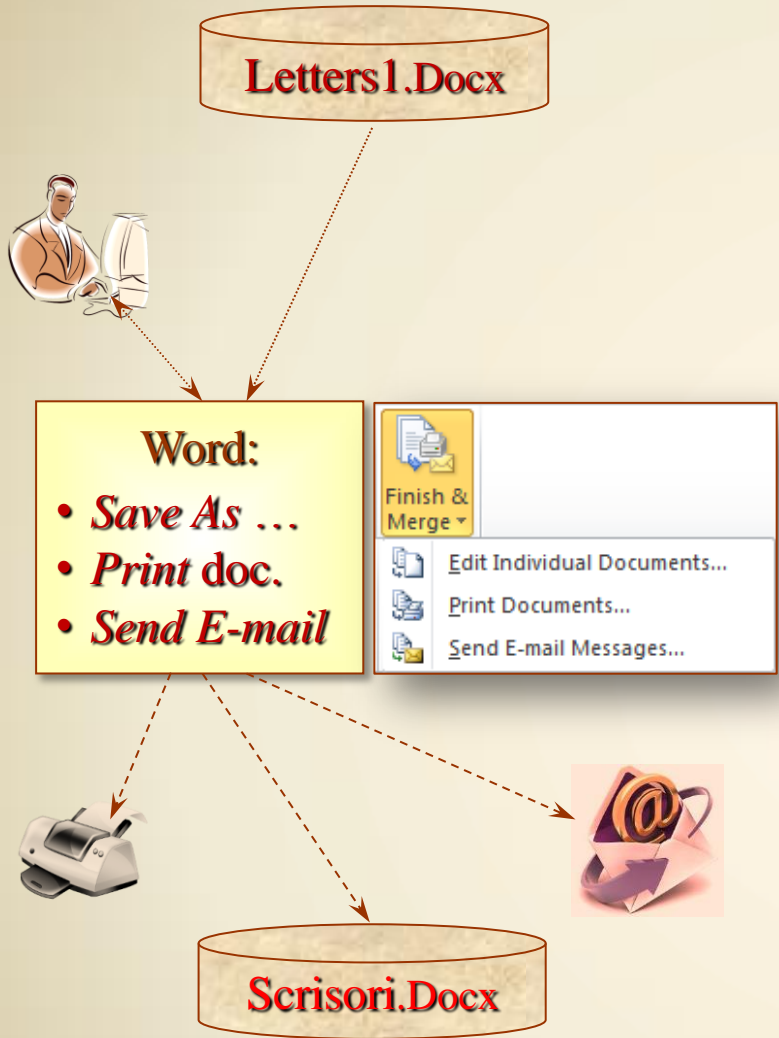 Letters1.Docx
Word:
• Save As …
• Print doc.
• Send E-mail
Finish &
Merge
Edit Individual Documents...
Print Documents...
Send E-mail Messages...
@
Scrisori.Docx